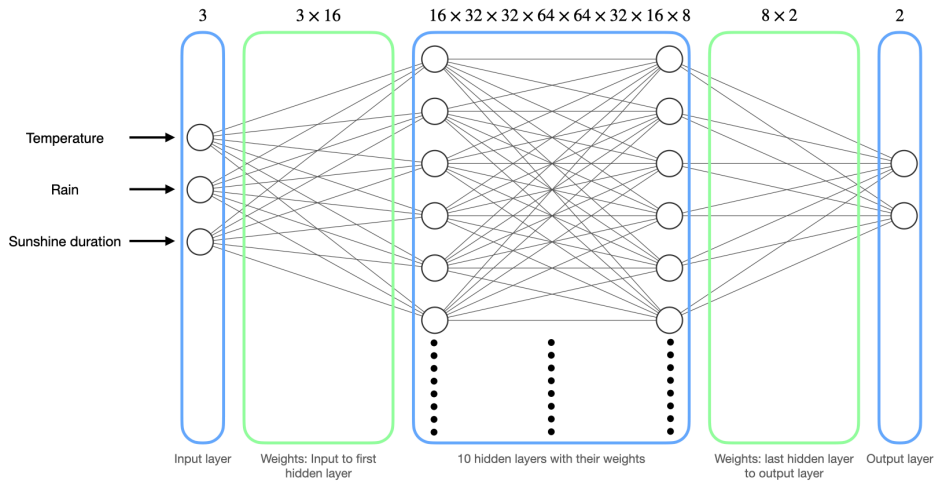 3
3 × 16
16 × 32 × 32 × 64 × 64 × 32 × 16 × 8
8 × 2
2
Temperature
Rain
Sunshine duration
Input layer
Weights: Input to first
hidden layer
10 hidden layers with their weights
Weights: last hidden layer
to output layer
Output layer